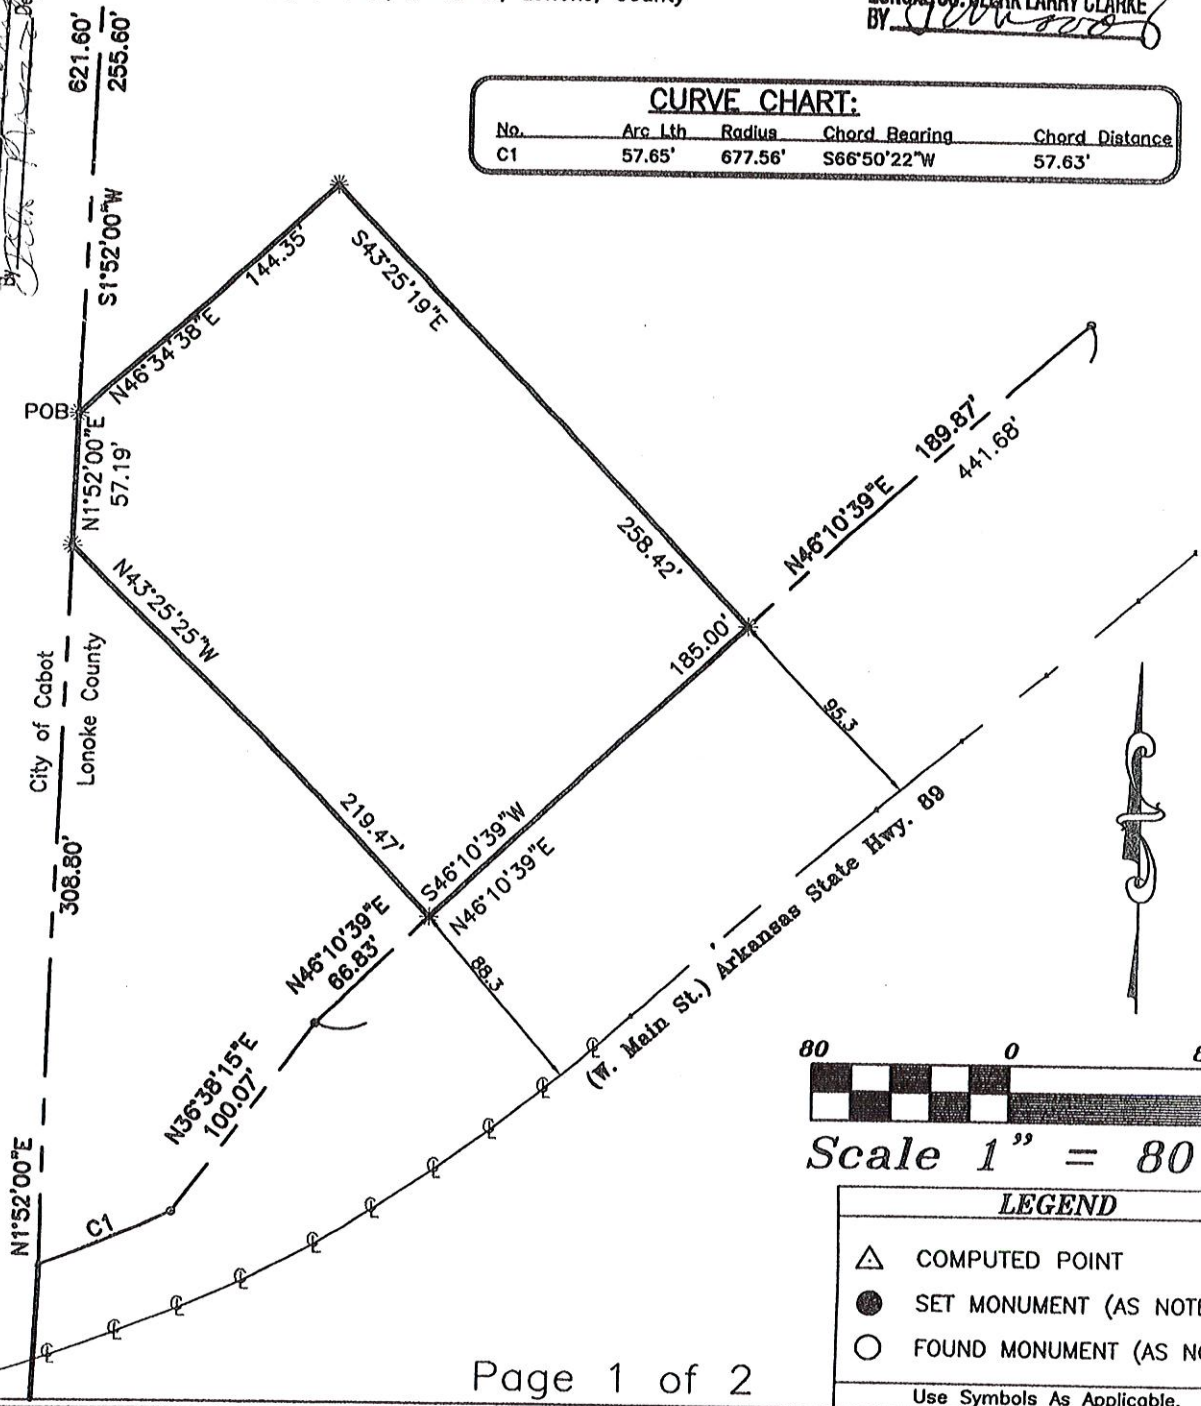 621.60'
255.60'
BY
CURVE CHART:
No. Arc Lth Radius Chord Bearing Chord Distance
C1 57.65' 677.56' S66°50'22"W 57.63'
S1°52'00"W
144.35'
N46°34'38"E
S43°25'19"E
POB
N1°52'00"E
57.19'
258.42'
N46°10'39"E
189.87'
441.68'
N43°25'25"W
185.00'
City of Cabot
Lonoke County
95.3
219.47'
S46°10'39"W
N46°10'39"E
308.80'
N46°10'39"E
66.83'
88.3
(W. Main St.) Arkansas State Hwy. 89
N36°38'15"E
100.07'
N1°52'00"E
C1
80 0
Scale 1" = 80
LEGEND
COMPUTED POINT
SET MONUMENT (AS NOTE
FOUND MONUMENT (AS NO
Page 1 of 2
Use Symbols As Applicable.